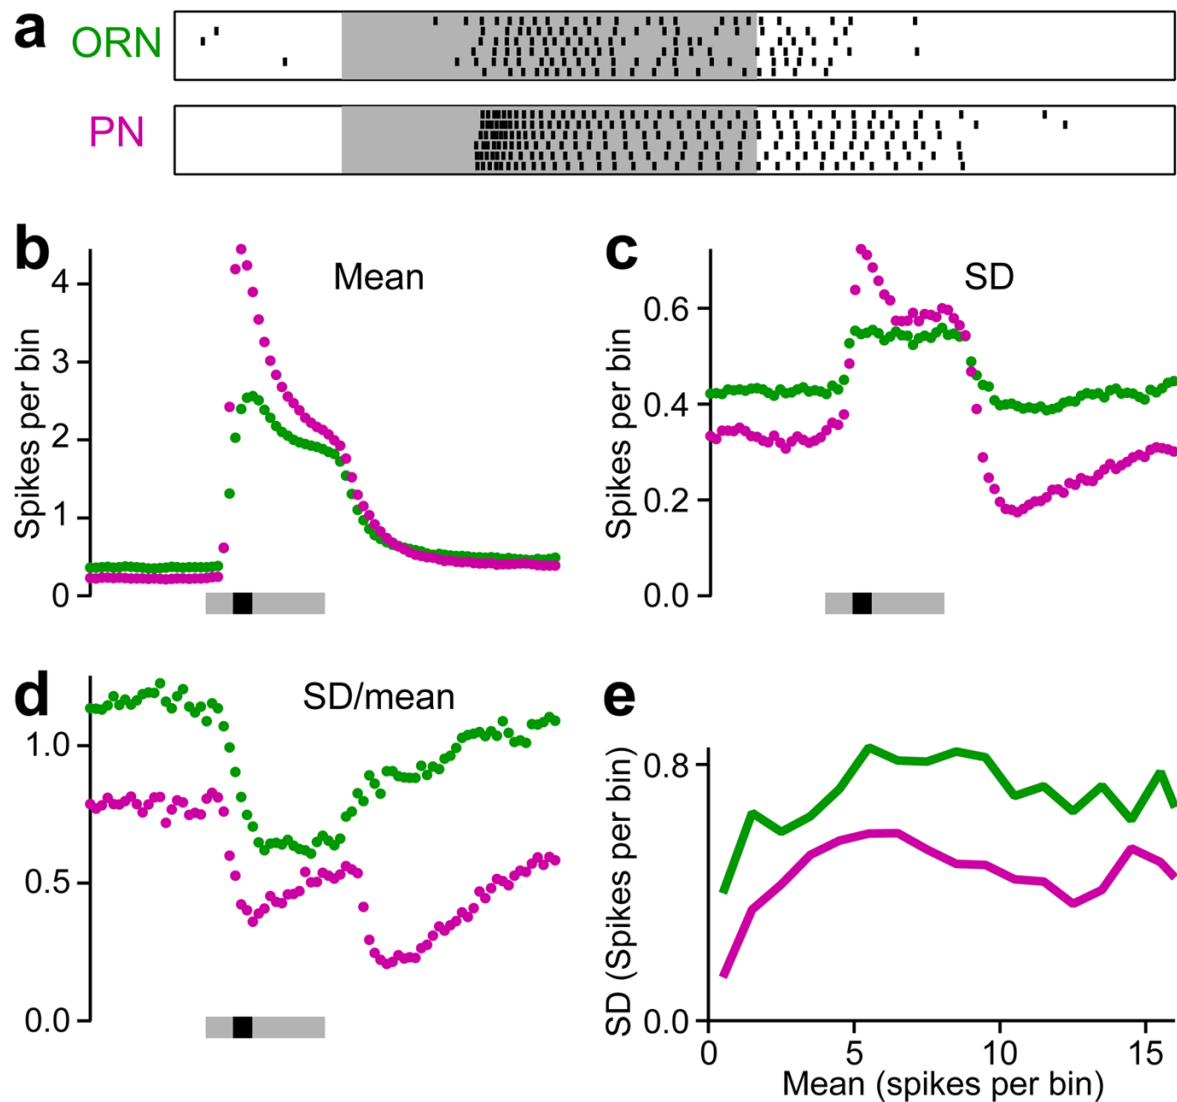 a
ORN
PN
b
Mean
Spikes per bin
4
3
2
1
0
c
SD
Spikes per bin
0.6
0.4
0.2
0.0
d
SD/mean
1.0
0.5
0.0
e
SD (Spikes per bin)
0.8
0.0
0 5 10 15
Mean (spikes per bin)